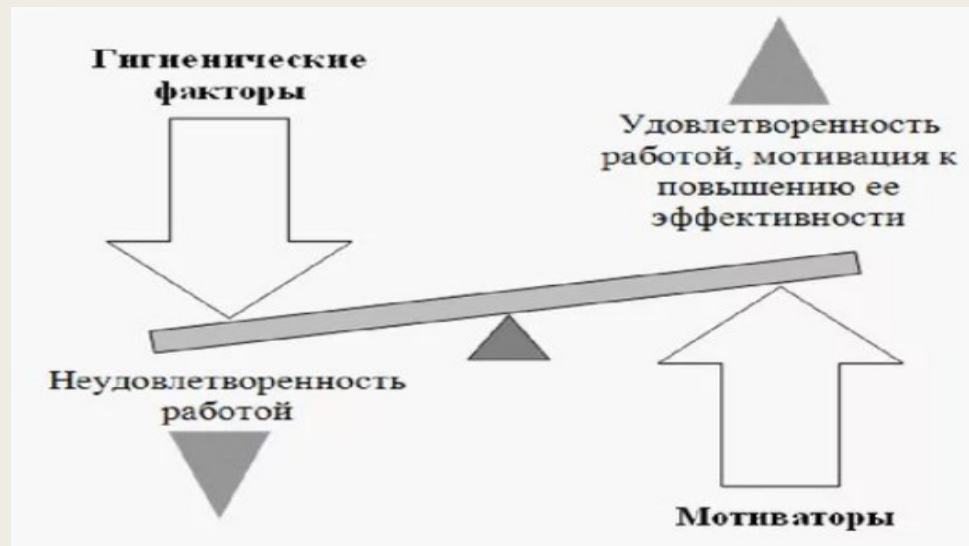 Гигиенические
факторы
Удовлетворенность
работой, мотивация к
повышению ее
эффективности
Неудовлетворенность
работой
Мотиваторы